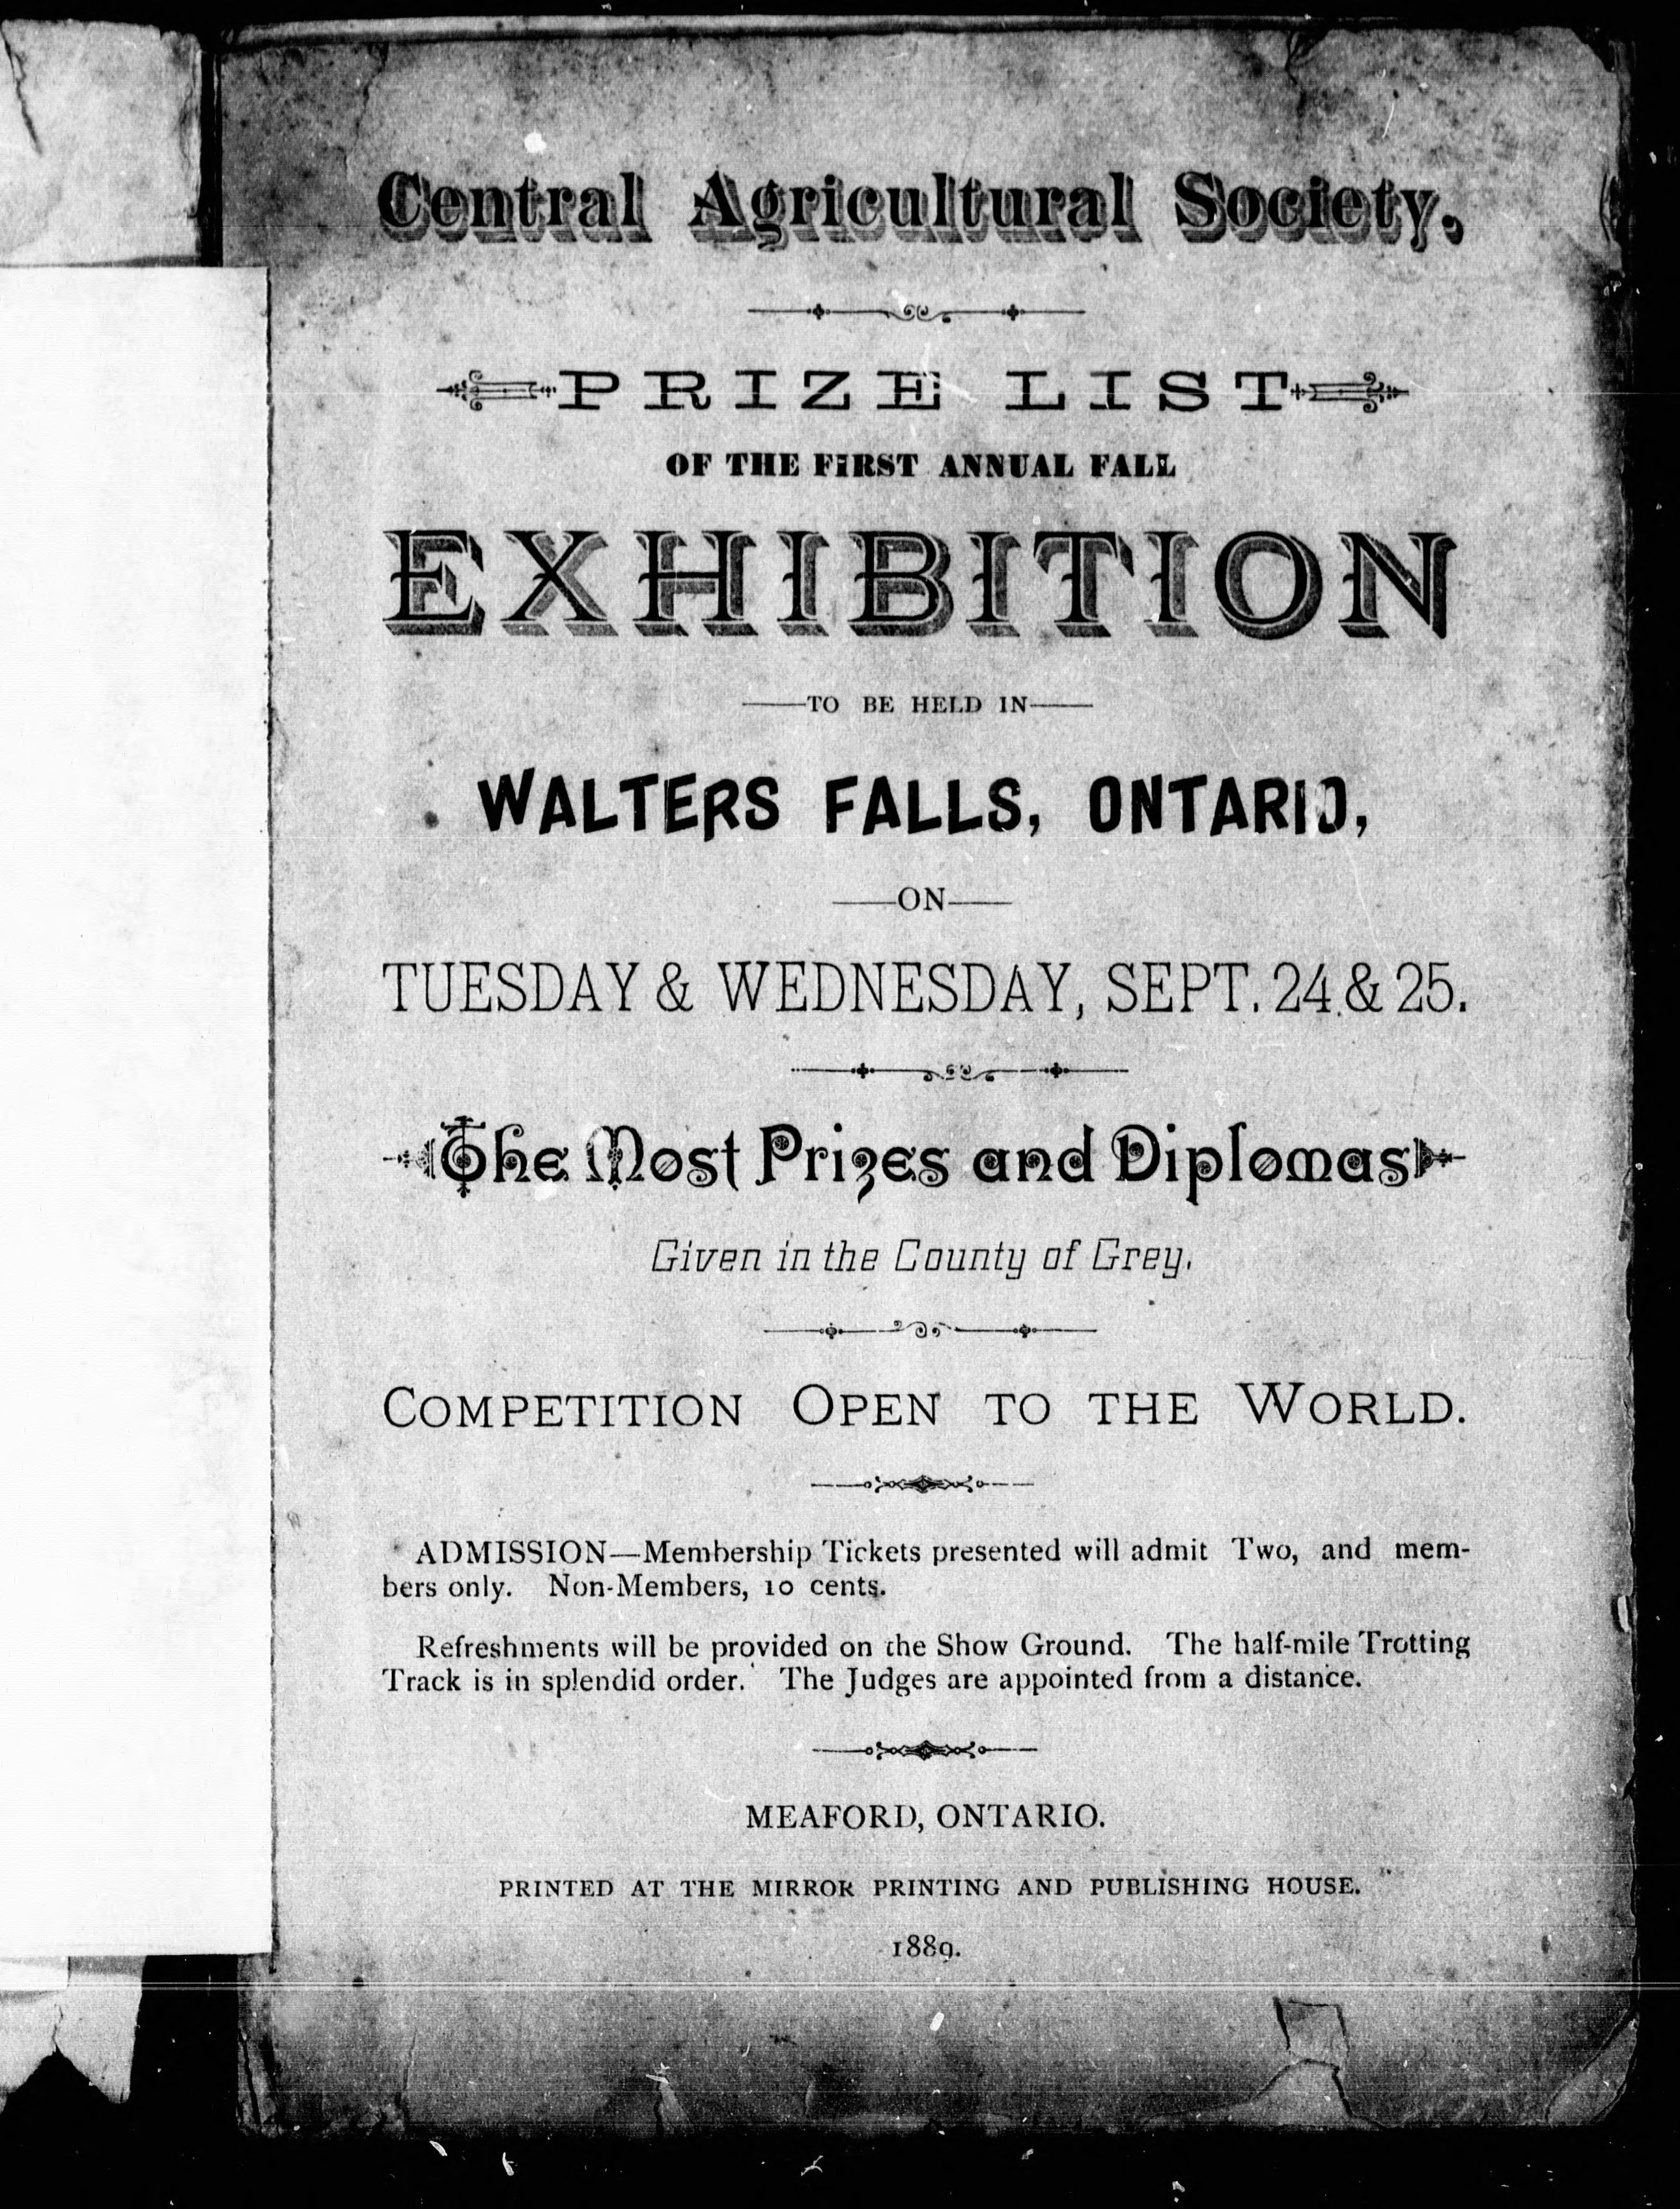 Central Agricultural Society.
PRIZE LIST
OF THE FIRST ANNUAL FALL
EXHIBITION
—TO BE HELD IN—
WALTERS FALLS, ONTARIO,
—ON—
TUESDAY & WEDNESDAY, SEPT. 24 & 25.
The Most Prizes and Diplomas
Given in the County of Grey.
COMPETITION OPEN TO THE WORLD.
ADMISSION—Membership Tickets presented will admit Two, and mem-
bers only. Non-Members, 10 cents.
Refreshments will be provided on the Show Ground. The half-mile Trotting
Track is in splendid order. The Judges are appointed from a distance.
MEAFORD, ONTARIO.
PRINTED AT THE MIRROR PRINTING AND PUBLISHING HOUSE.
1889.